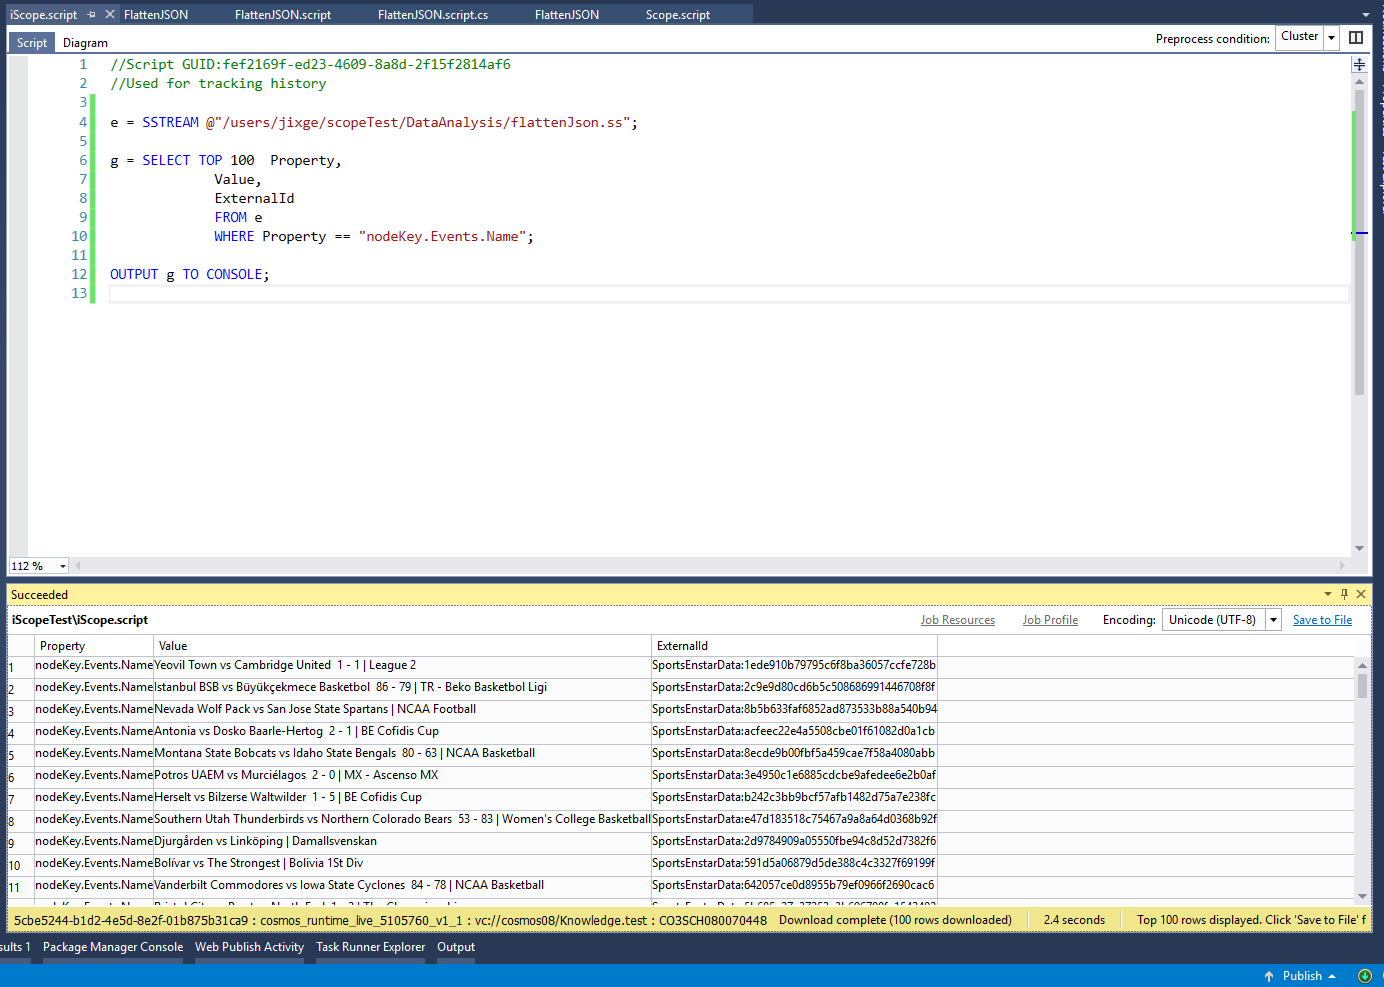 iScope.script
FlattenJSON
FlattenJSON.script
FlattenJSON.script.cs
FlattenJSON
Scope.script
Script
Diagram
Preprocess condition:
Cluster
1 //Script GUID:fef2169f-ed23-4609-8a8d-2f15f2814af6
2 //Used for tracking history
3
4 e = SSTREAM @"/users/jixge/scopeTest/DataAnalysis/flattenJson.ss";
5
6 g = SELECT TOP 100  Property,
7 Value,
8 ExternalId
9 FROM e
10 WHERE Property == "nodeKey.Events.Name";
11
12 OUTPUT g TO CONSOLE;
13
112 %
Succeeded
iScopeTest\iScope.script
Job Resources
Job Profile
Encoding:
Unicode (UTF-8)
Save to File
Property Value ExternalId
1 nodeKey.Events.Name Yeovil Town vs Cambridge United  1 - 1 | League 2 SportsEnstarData:1ede910b79795c6f8ba36057ccfe728b
2 nodeKey.Events.Name Istanbul BSB vs Büyükçekmece Basketbol  86 - 79 | TR - Beko Basketbol Ligi SportsEnstarData:2c9e9d80cd6b5c508686991446708f8f
3 nodeKey.Events.Name Nevada Wolf Pack vs San Jose State Spartans | NCAA Football SportsEnstarData:8b5b633faf6852ad873533b88a540b94
4 nodeKey.Events.Name Antonia vs Dosko Baarle-Hertog  2 - 1 | BE Cofidis Cup SportsEnstarData:acfeec22e4a5508cbe01f61082d0a1cb
5 nodeKey.Events.Name Montana State Bobcats vs Idaho State Bengals  80 - 63 | NCAA Basketball SportsEnstarData:8ecde9b00fbf5a459cae7f58a4080abb
6 nodeKey.Events.Name Potros UAEM vs Murciélagos  2 - 0 | MX - Ascenso MX SportsEnstarData:3e4950c1e6885cdcbe9afedee6e2b0af
7 nodeKey.Events.Name Herselt vs Bilzerse Waltwilder  1 - 5 | BE Cofidis Cup SportsEnstarData:b242c3bb9bcf57afb1482d75a7e238fc
8 nodeKey.Events.Name Southern Utah Thunderbirds vs Northern Colorado Bears  53 - 83 | Women's College Basketball SportsEnstarData:e47d183518c75467a9a8a64d0368b92f
9 nodeKey.Events.Name Djurgården vs Linköping | Damallsvenskan SportsEnstarData:2d9784909a05550fbe94c8d52d7382f6
10 nodeKey.Events.Name Bolívar vs The Strongest | Bolivia 1St Div SportsEnstarData:591d5a06879d5de388c4c3327f69199f
11 nodeKey.Events.Name Vanderbilt Commodores vs Iowa State Cyclones  84 - 78 | NCAA Basketball SportsEnstarData:642057ce0d8955b79ef0966f2690cac6
5cbe5244-b1d2-4e5d-8e2f-01b875b31ca9 : cosmos_runtime_live_5105760_v1_1 : vc://cosmos08/Knowledge.test : CO3SCH080070448
Download complete (100 rows downloaded)
2.4 seconds
Top 100 rows displayed. Click 'Save to File' f
sults 1
Package Manager Console
Web Publish Activity
Task Runner Explorer
Output
Publish